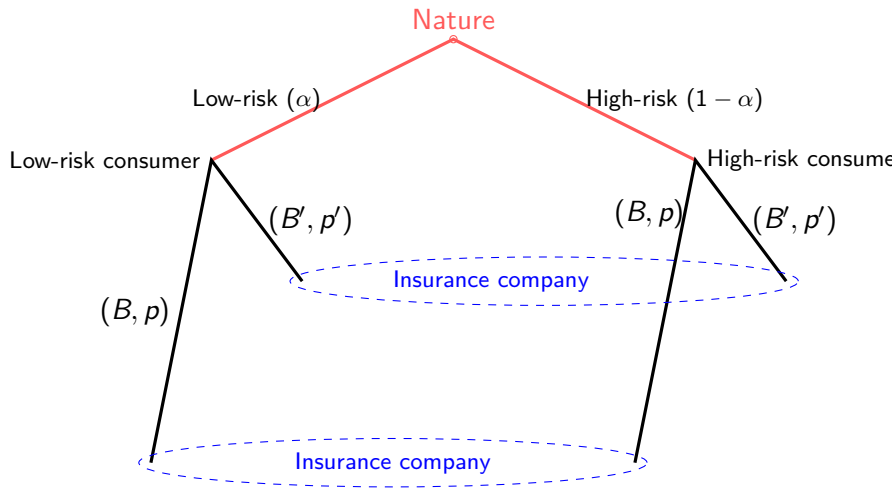 Nature
Low-risk (α)
High-risk (1 − α)
Low-risk consumer
High-risk consume
(B, p)
(B′, p′)
(B, p)
(B′, p′)
Insurance company
Insurance company